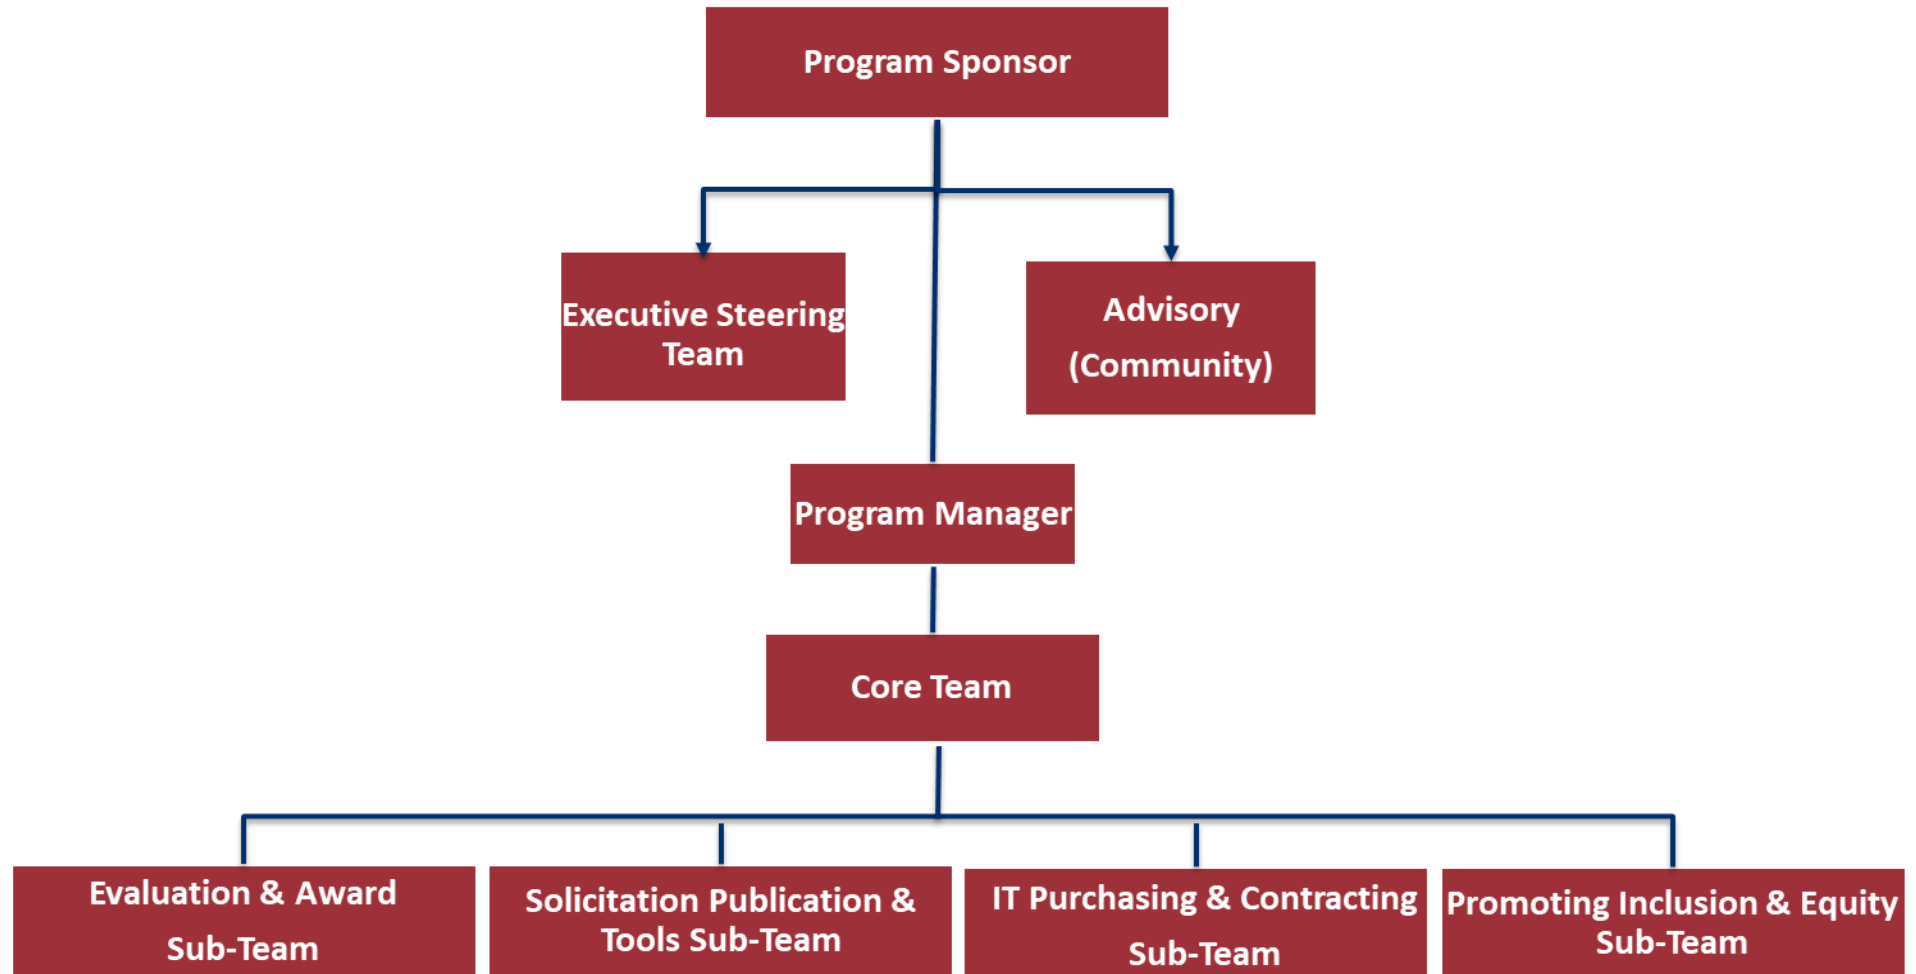 Program Sponsor
Executive Steering
Team
Advisory
(Community)
Program Manager
Core Team
Evaluation & Award
Sub-Team
Solicitation Publication &
Tools Sub-Team
IT Purchasing & Contracting
Sub-Team
Promoting Inclusion & Equity
Sub-Team